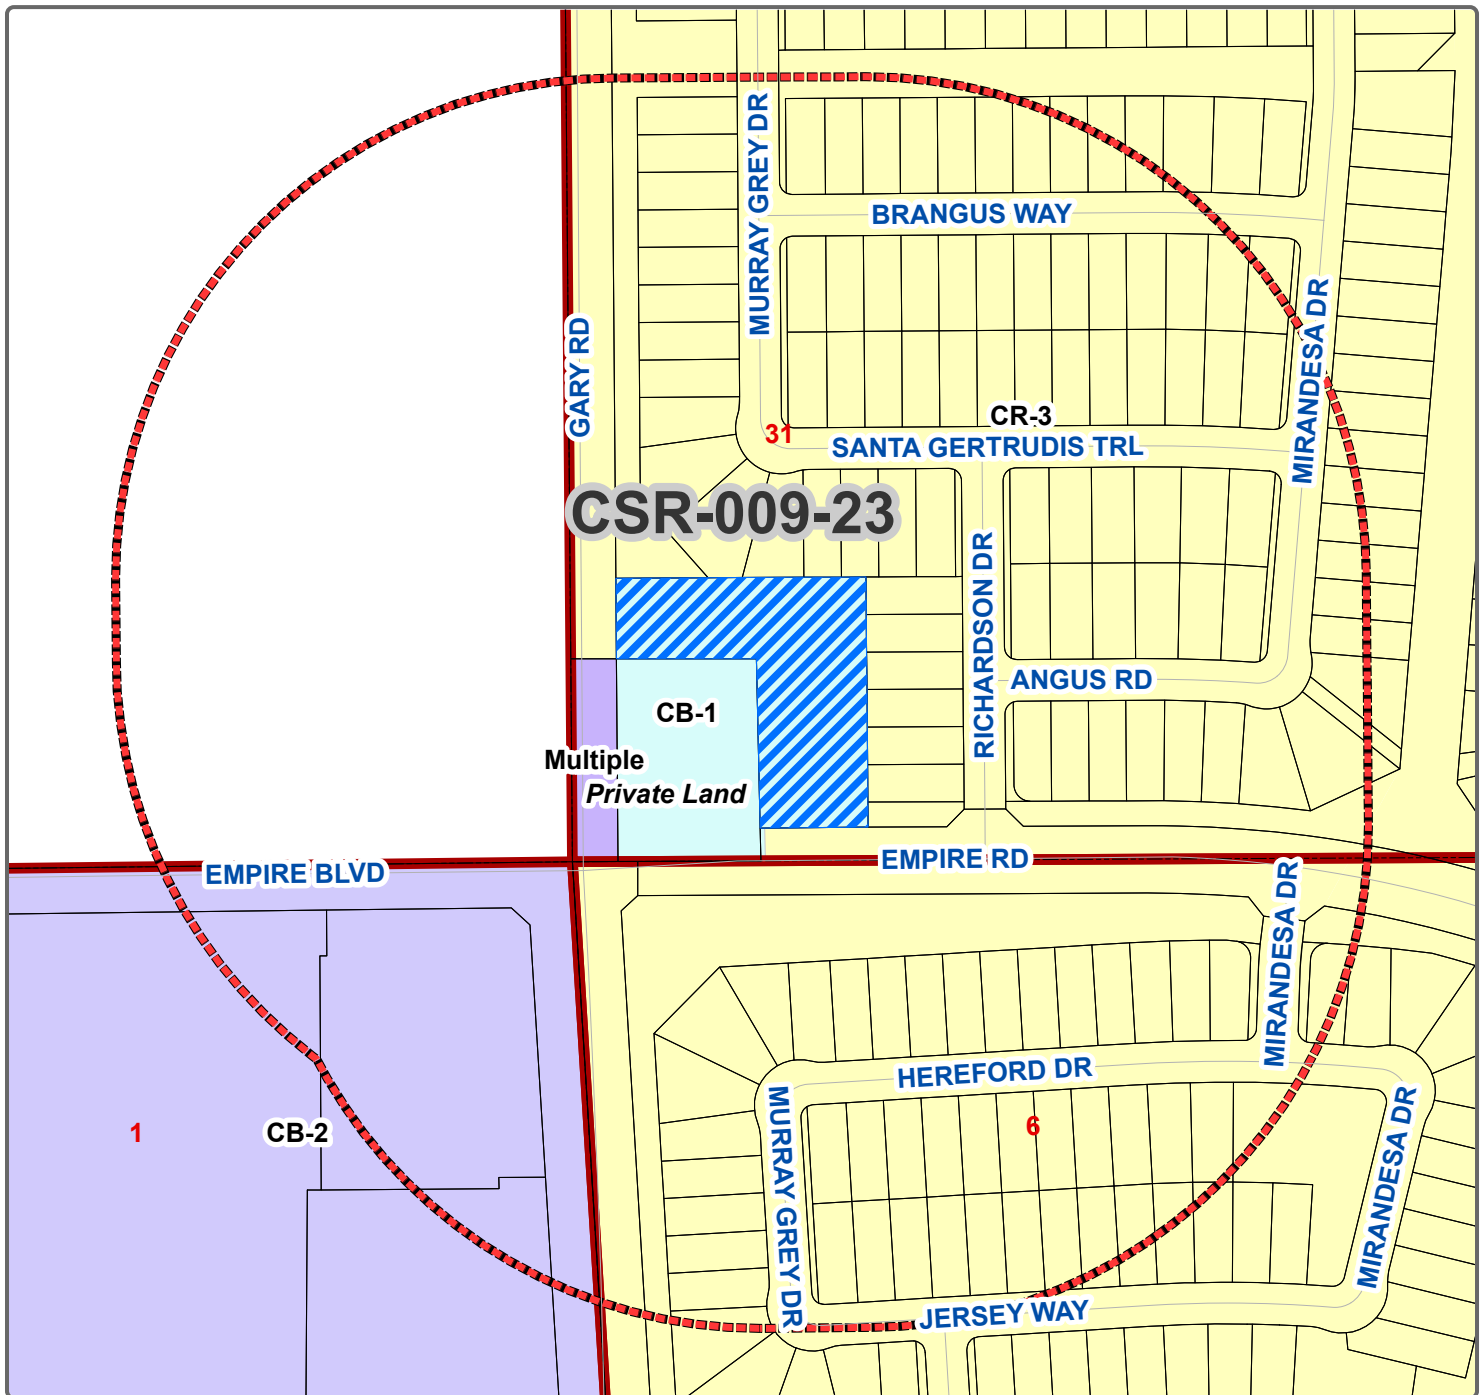 MURRAY GREY DR
BRANGUS WAY
GARY RD
MIRANDESA DR
CR-3
31
SANTA GERTRUDIS TRL
CSR-009-23
RICHARDSON DR
ANGUS RD
CB-1
Multiple
Private Land
EMPIRE BLVD
EMPIRE RD
MIRANDESA DR
HEREFORD DR
1
CB-2
6
MURRAY GREY DR
MIRANDESA DR
JERSEY WAY